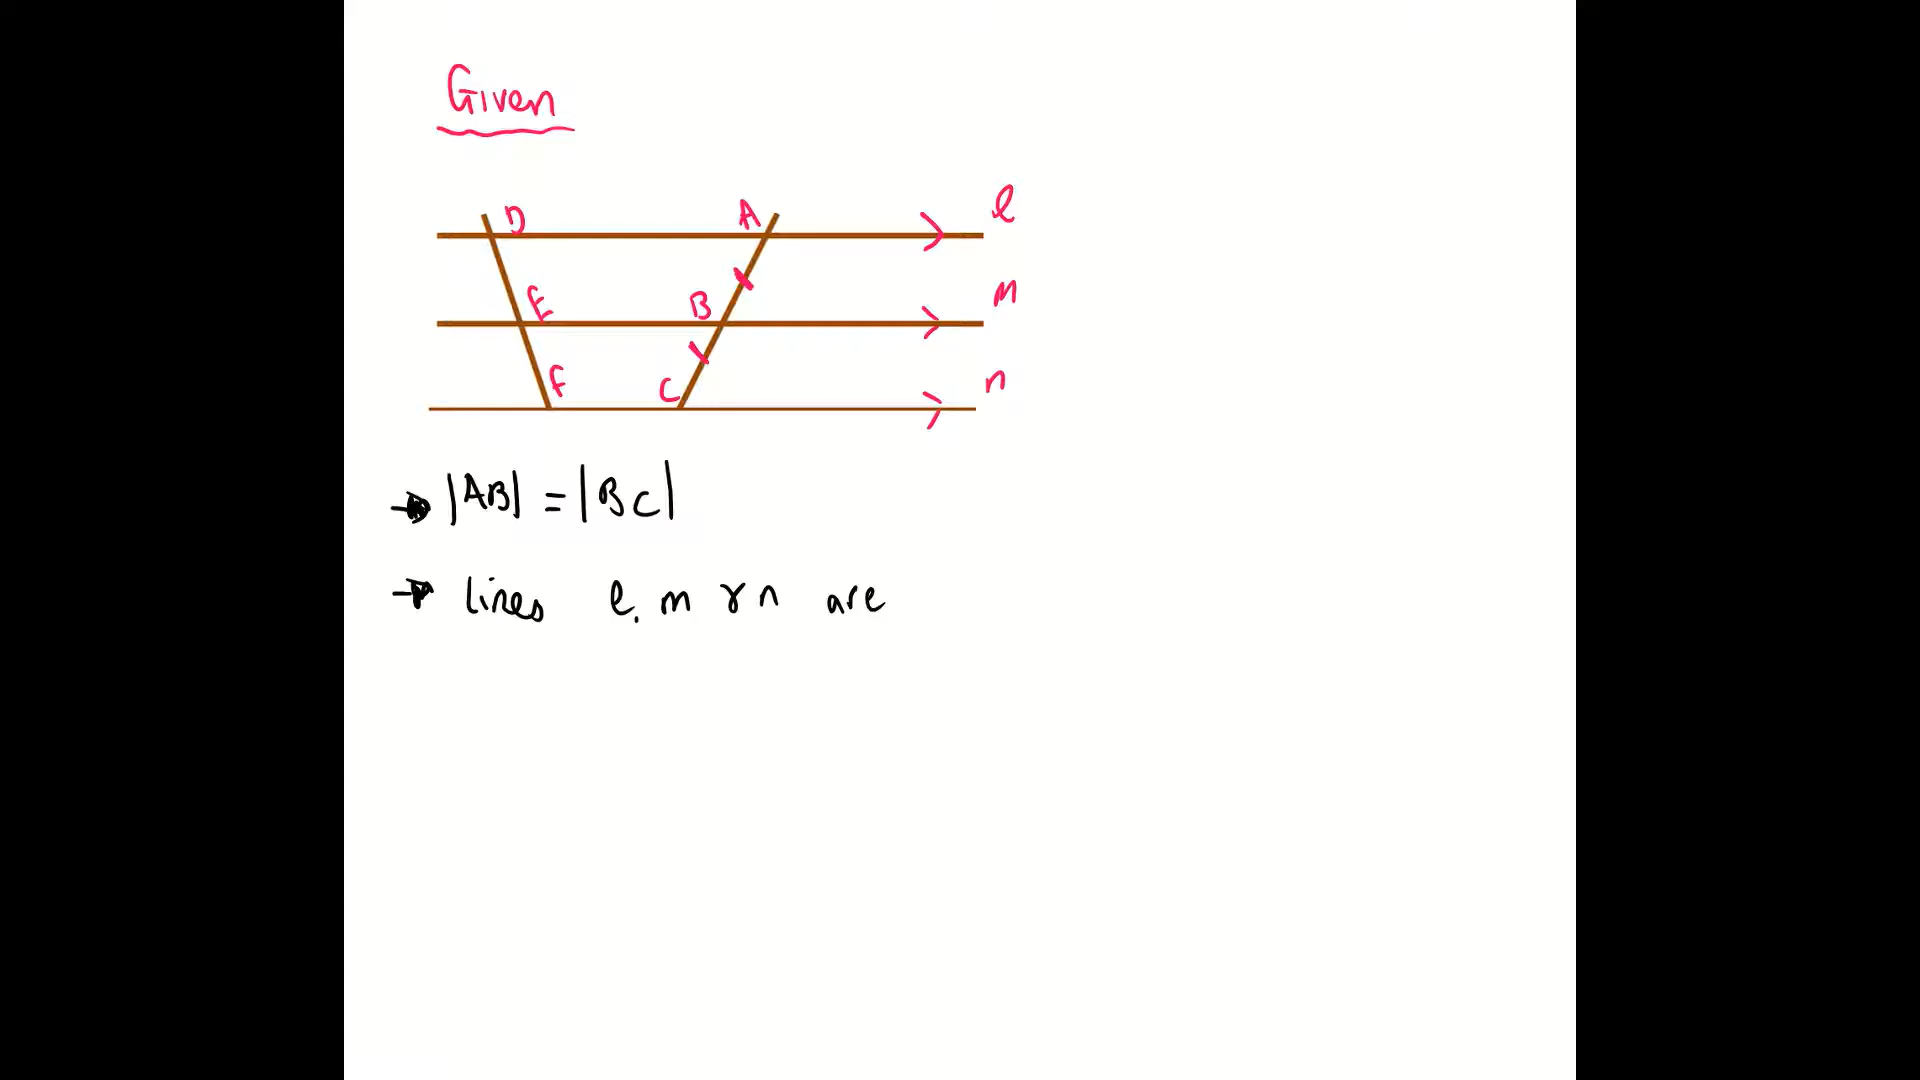 Given
D A l
E B m
F C n
|AB| = |BC|
lines l, m & n are